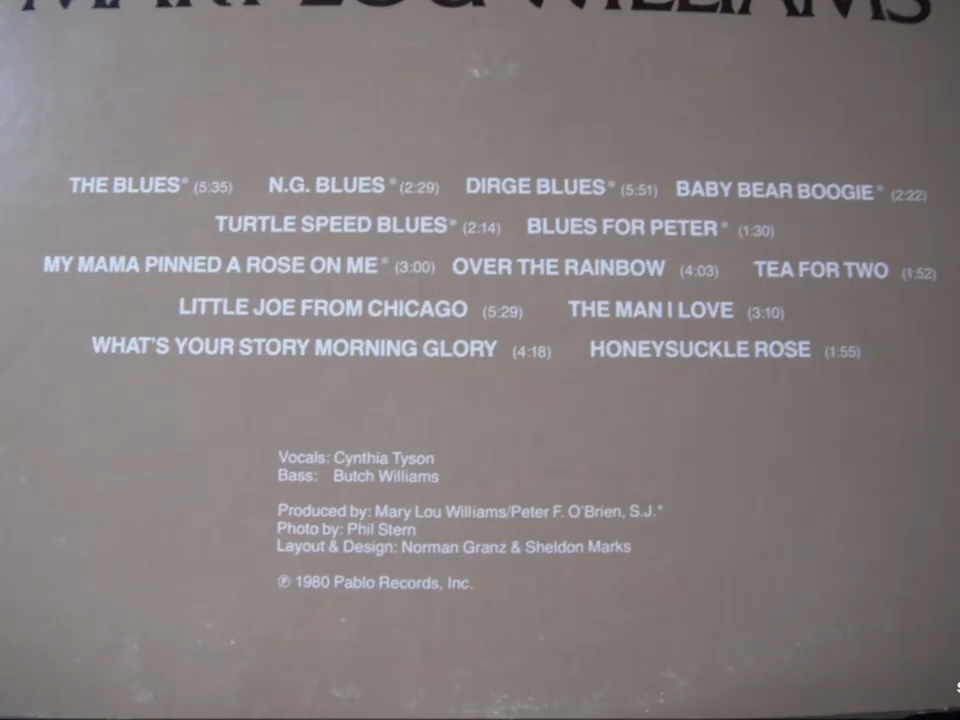 MARY LOU WILLIAMS
THE BLUES* (5:35) N.G. BLUES* (2:29) DIRGE BLUES* (5:51) BABY BEAR BOOGIE* (2:22)
TURTLE SPEED BLUES* (2:14) BLUES FOR PETER* (1:30)
MY MAMA PINNED A ROSE ON ME* (3:00) OVER THE RAINBOW (4:03) TEA FOR TWO (1:52)
LITTLE JOE FROM CHICAGO (5:29) THE MAN I LOVE (3:10)
WHAT'S YOUR STORY MORNING GLORY (4:18) HONEYSUCKLE ROSE (1:55)
Vocals: Cynthia Tyson
Bass: Butch Williams
Produced by: Mary Lou Williams/Peter F. O'Brien, S.J.*
Photo by: Phil Stern
Layout & Design: Norman Granz & Sheldon Marks
℗ 1980 Pablo Records, Inc.